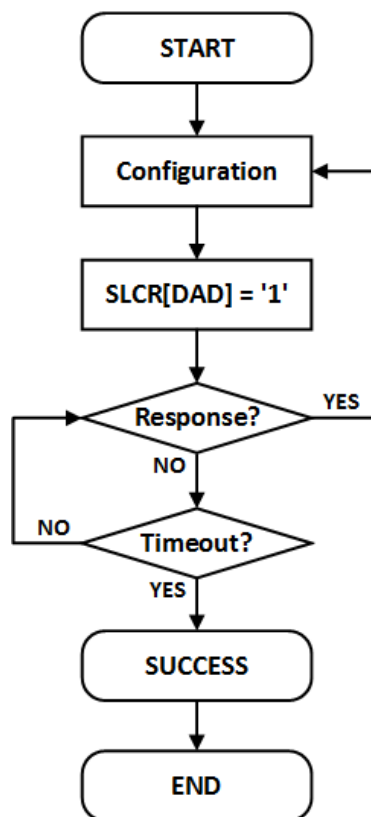 START
Configuration
SLCR[DAD] = '1'
Response?
YES
NO
Timeout?
NO
YES
SUCCESS
END